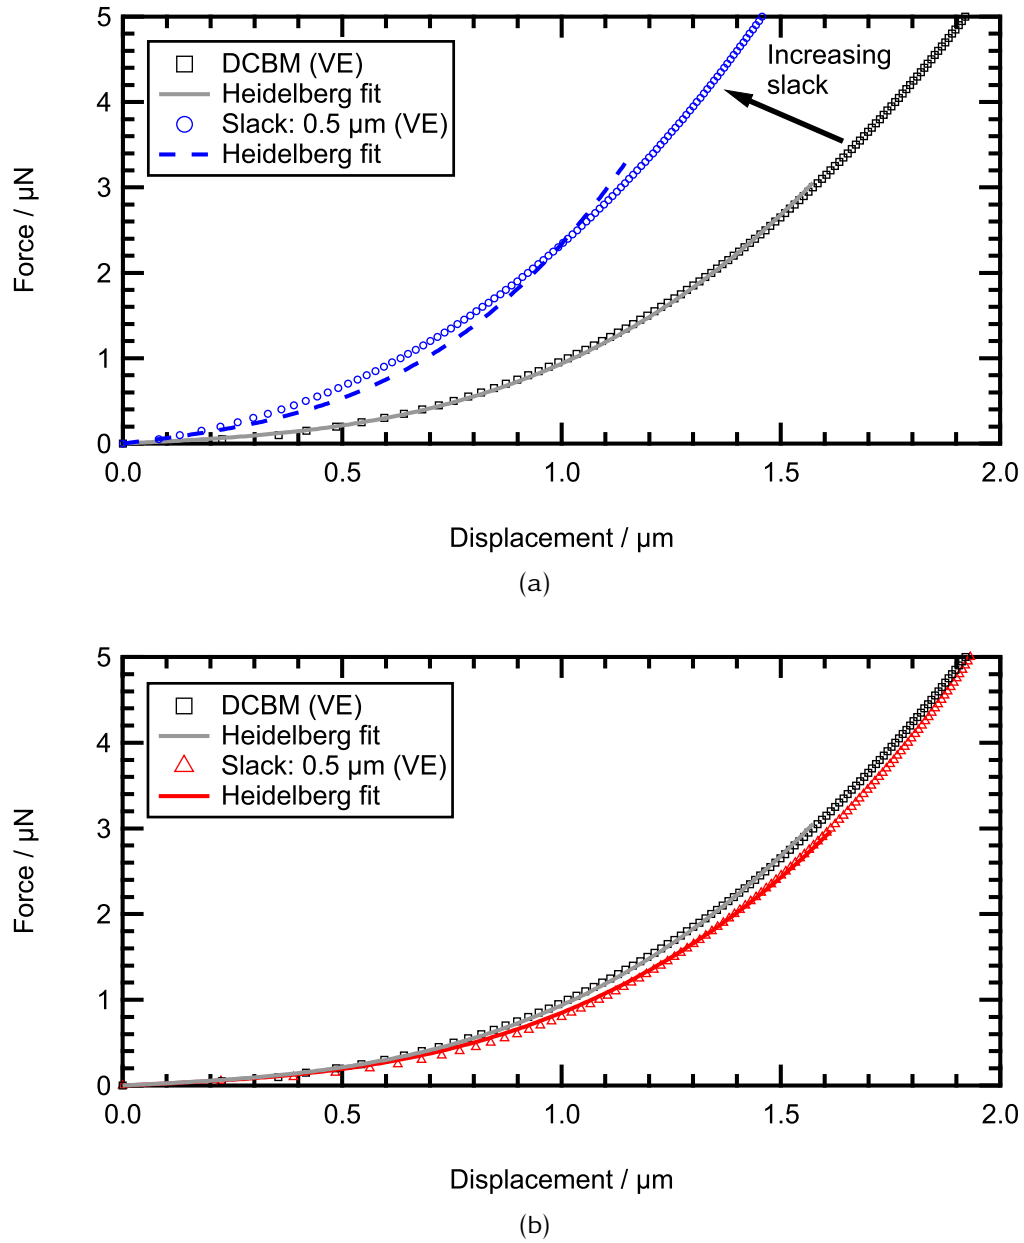 5
4
3
2
1
0
Force / µN
DCBM (VE)
Heidelberg fit
Slack: 0.5 µm (VE)
Heidelberg fit
Increasing
slack
0.0 0.5 1.0 1.5 2.0
Displacement / µm
(a)
5
4
3
2
1
0
Force / µN
DCBM (VE)
Heidelberg fit
Slack: 0.5 µm (VE)
Heidelberg fit
0.0 0.5 1.0 1.5 2.0
Displacement / µm
(b)